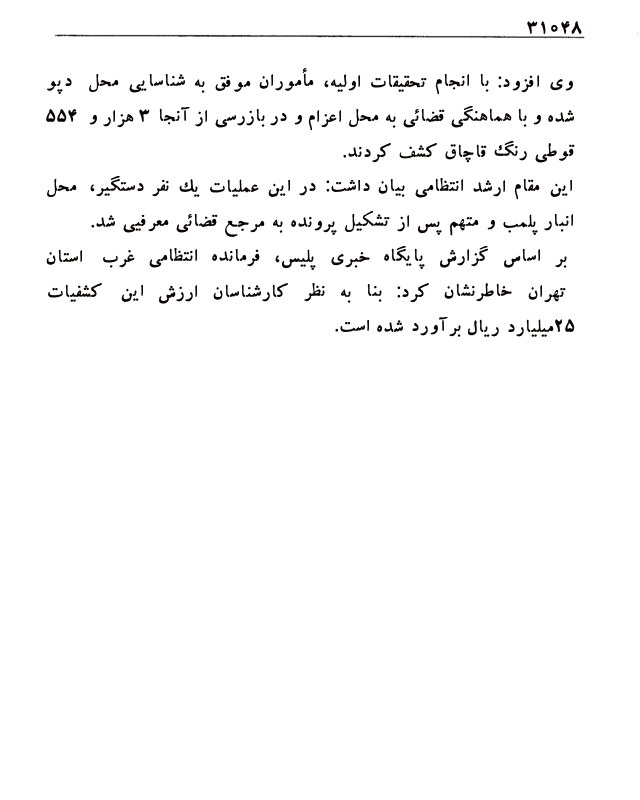 ۳۱۰۴۸
وی افزود: با انجام تحقیقات اولیه، مأموران موفق به شناسایی محل دپو
شده و با هماهنگی قضائی به محل اعزام و در بازرسی از آنجا ۳ هزار و ۵۵۴
قوطی رنگ قاچاق کشف کردند.
این مقام ارشد انتظامی بیان داشت: در این عملیات یك نفر دستگیر، محل
انبار پلمب و متهم پس از تشکیل پرونده به مرجع قضائی معرفیی شد.
بر اساس گزارش پایگاه خبری پلیس، فرمانده انتظامی غرب استان
تهران خاطرنشان کرد: بنا به نظر کارشناسان ارزش این کشفیات
۲۵میلیارد ریال برآورد شده است.